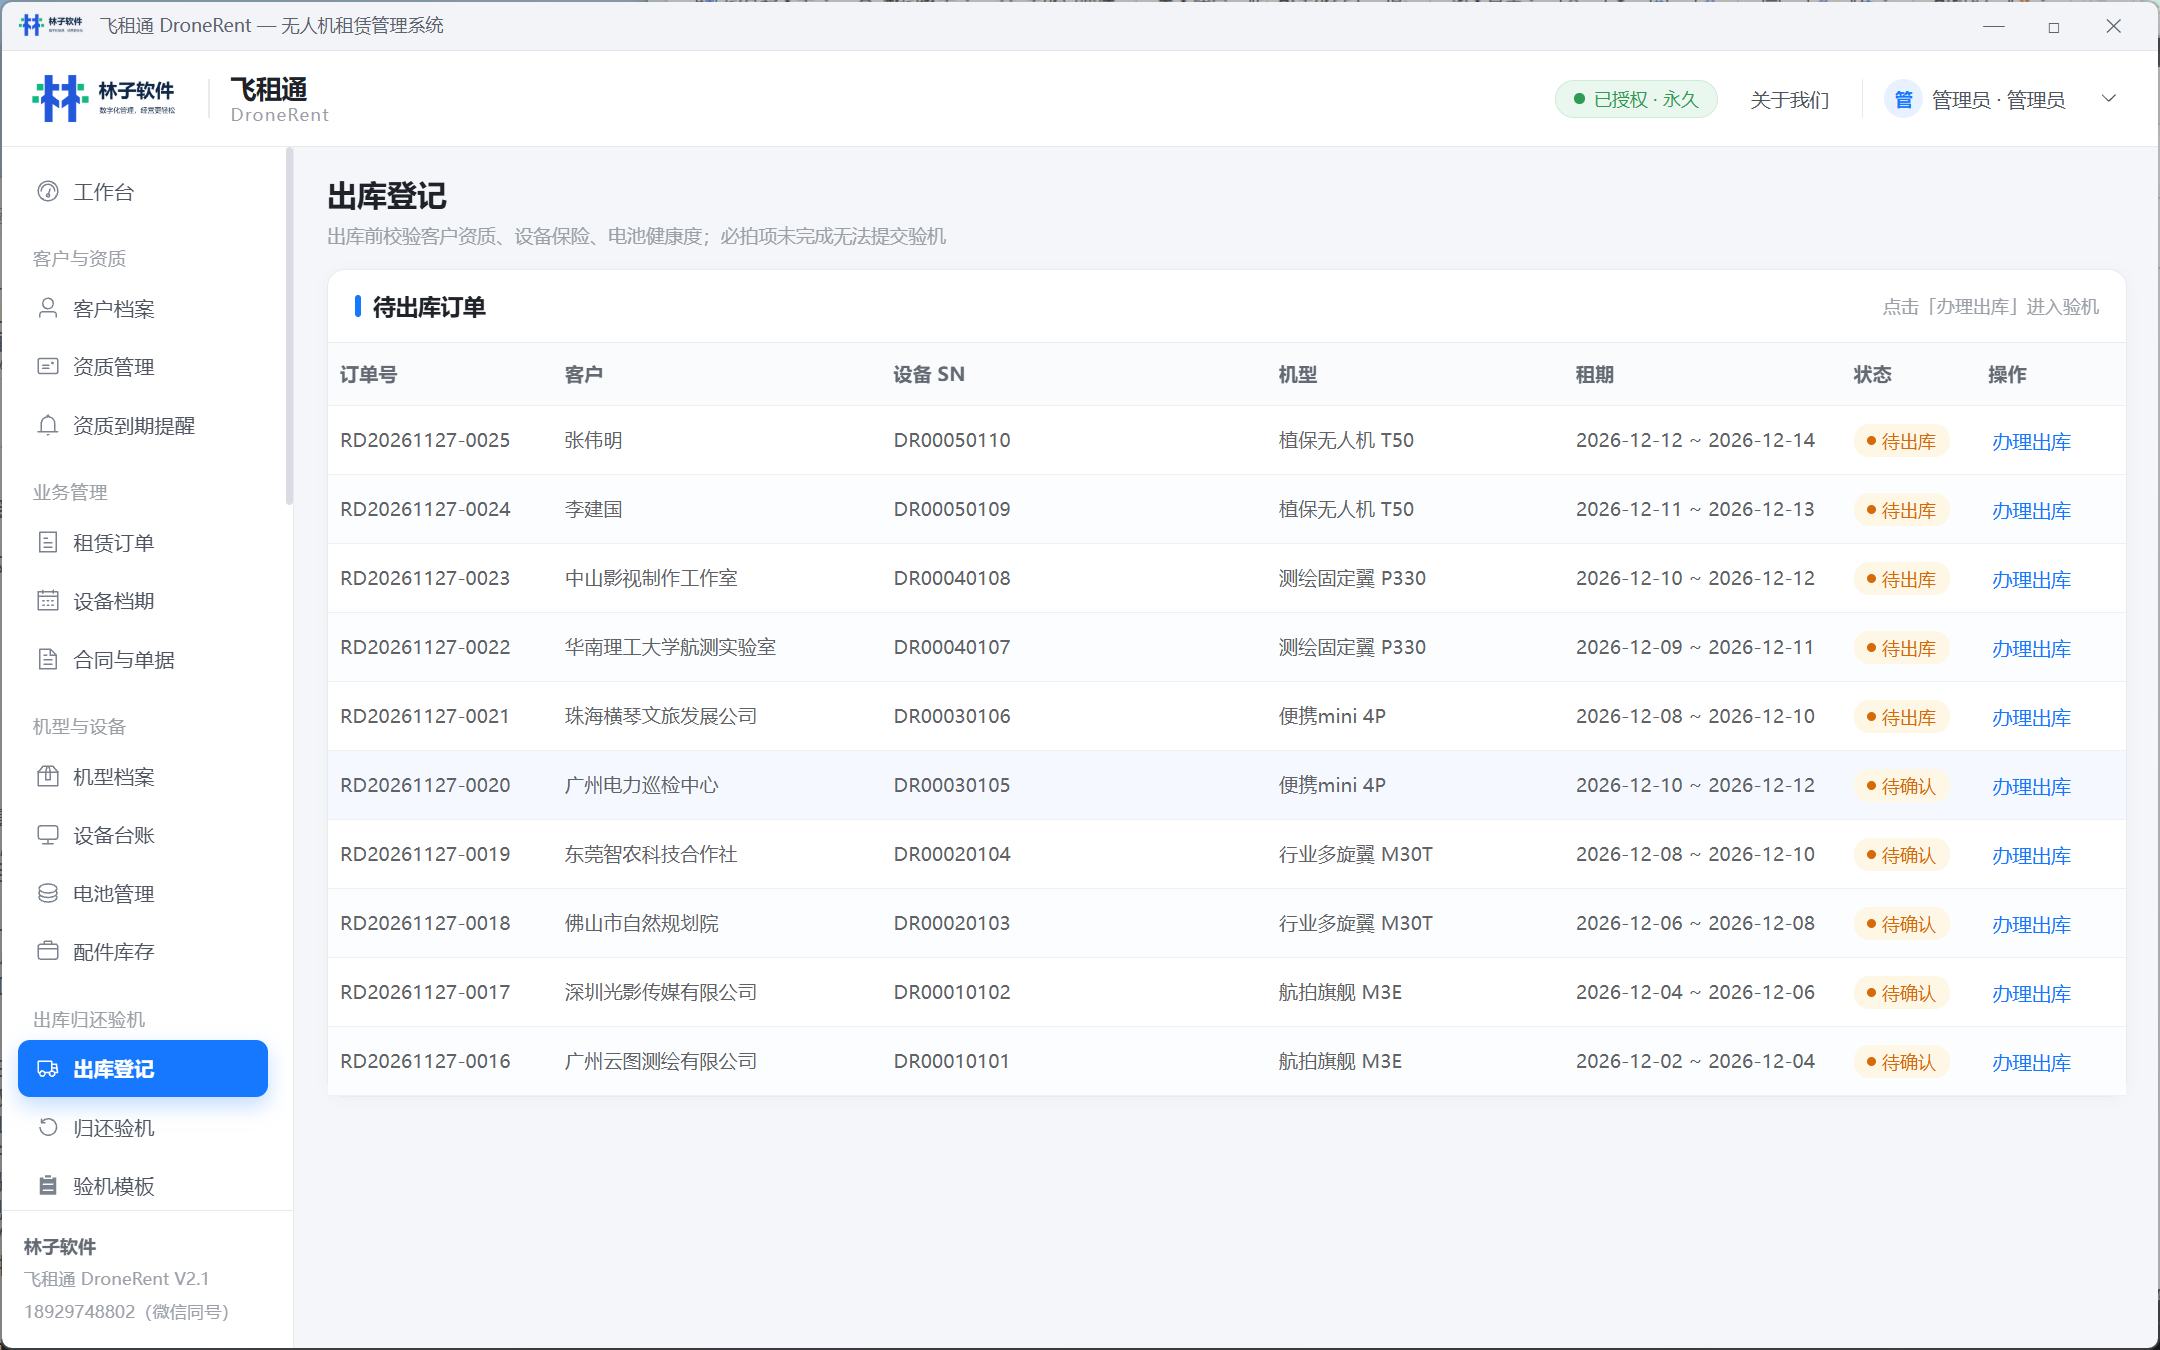 林子软件 飞租通 DroneRent — 无人机租赁管理系统
林子软件
数字化管理，经营更轻松
飞租通
DroneRent
已授权 · 永久
关于我们
管 管理员 · 管理员
工作台
客户与资质
客户档案
资质管理
资质到期提醒
业务管理
租赁订单
设备档期
合同与单据
机型与设备
机型档案
设备台账
电池管理
配件库存
出库归还验机
出库登记
归还验机
验机模板
林子软件
飞租通 DroneRent V2.1
18929748802（微信同号）
出库登记
出库前校验客户资质、设备保险、电池健康度；必拍项未完成无法提交验机
待出库订单 点击「办理出库」进入验机
订单号 客户 设备 SN 机型 租期 状态 操作
RD20261127-0025 张伟明 DR00050110 植保无人机 T50 2026-12-12 ~ 2026-12-14 待出库 办理出库
RD20261127-0024 李建国 DR00050109 植保无人机 T50 2026-12-11 ~ 2026-12-13 待出库 办理出库
RD20261127-0023 中山影视制作工作室 DR00040108 测绘固定翼 P330 2026-12-10 ~ 2026-12-12 待出库 办理出库
RD20261127-0022 华南理工大学航测实验室 DR00040107 测绘固定翼 P330 2026-12-09 ~ 2026-12-11 待出库 办理出库
RD20261127-0021 珠海横琴文旅发展公司 DR00030106 便携mini 4P 2026-12-08 ~ 2026-12-10 待出库 办理出库
RD20261127-0020 广州电力巡检中心 DR00030105 便携mini 4P 2026-12-10 ~ 2026-12-12 待确认 办理出库
RD20261127-0019 东莞智农科技合作社 DR00020104 行业多旋翼 M30T 2026-12-08 ~ 2026-12-10 待确认 办理出库
RD20261127-0018 佛山市自然规划院 DR00020103 行业多旋翼 M30T 2026-12-06 ~ 2026-12-08 待确认 办理出库
RD20261127-0017 深圳光影传媒有限公司 DR00010102 航拍旗舰 M3E 2026-12-04 ~ 2026-12-06 待确认 办理出库
RD20261127-0016 广州云图测绘有限公司 DR00010101 航拍旗舰 M3E 2026-12-02 ~ 2026-12-04 待确认 办理出库